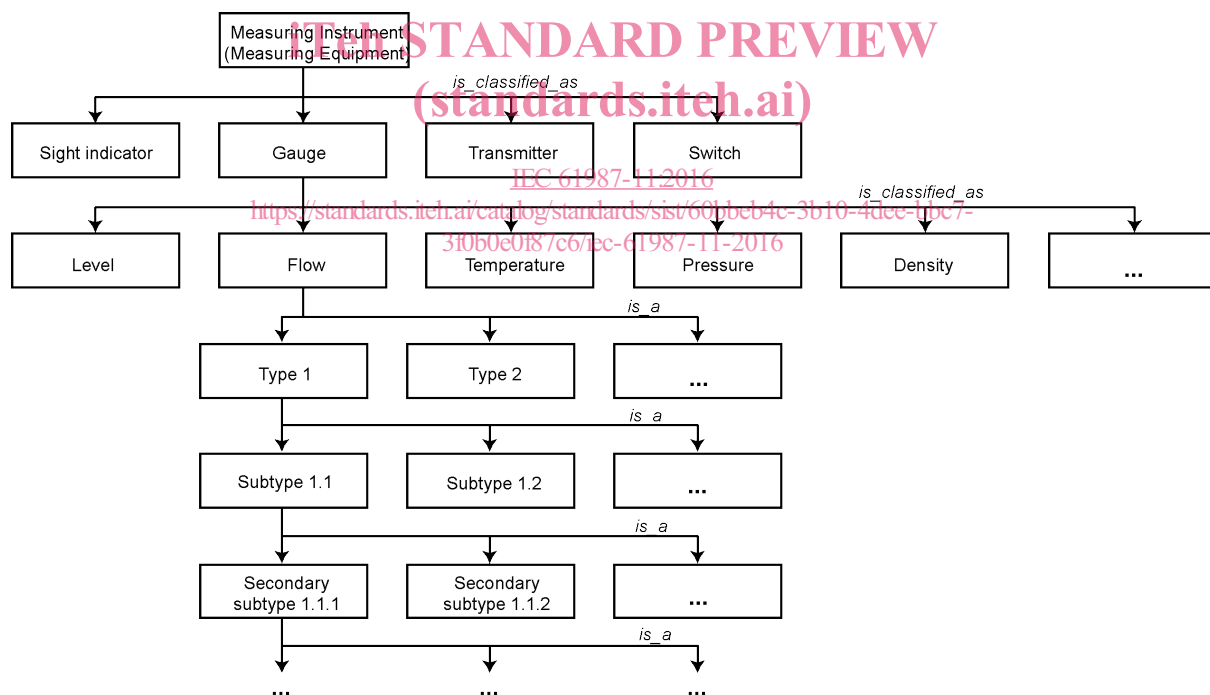 Measuring Instrument
(Measuring Equipment)
iTeh STANDARD PREVIEW
(standards.iteh.ai)
is_classified_as
Sight indicator
Gauge
Transmitter
Switch
IEC 61987-11:2016
is_classified_as
https://standards.iteh.ai/catalog/standards/sist/60bbeb4c-3b10-4dee-bbc7-
3f0b0e0f87c6/iec-61987-11-2016
Level
Flow
Temperature
Pressure
Density
...
is_a
Type 1
Type 2
...
is_a
Subtype 1.1
Subtype 1.2
...
is_a
Secondary
subtype 1.1.1
Secondary
subtype 1.1.2
...
is_a
...
...
...